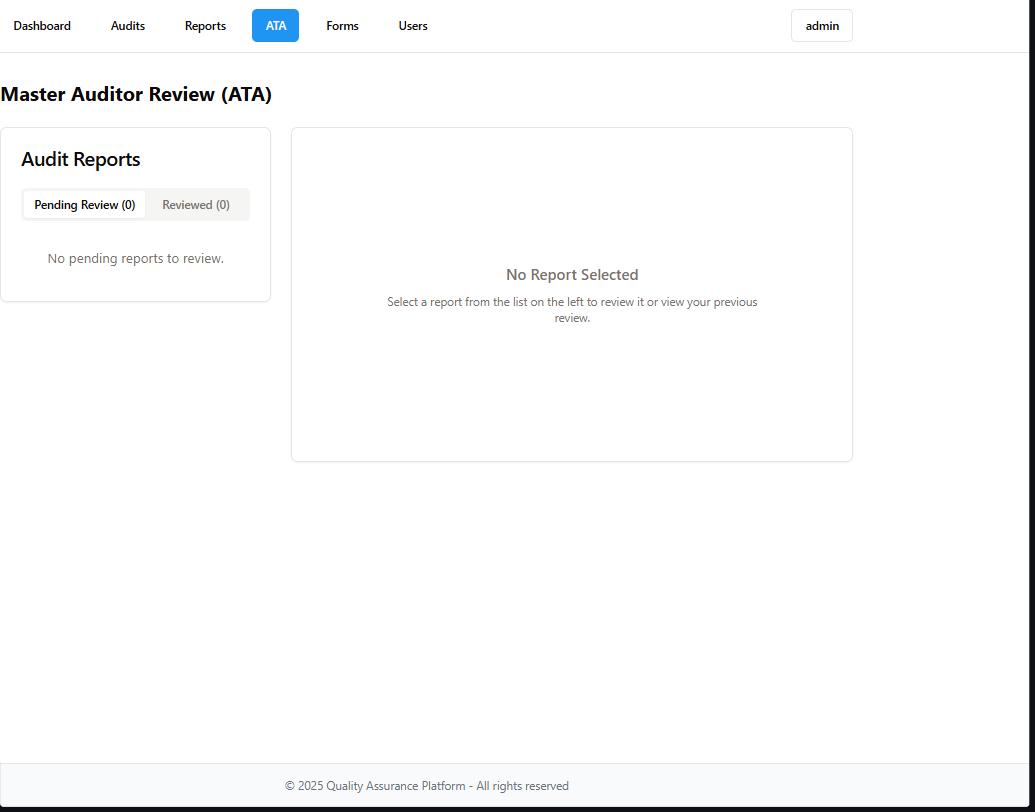 Dashboard Audits Reports ATA Forms Users admin
Master Auditor Review (ATA)
Audit Reports
Pending Review (0) Reviewed (0)
No pending reports to review.
No Report Selected
Select a report from the list on the left to review it or view your previous
review.
© 2025 Quality Assurance Platform - All rights reserved